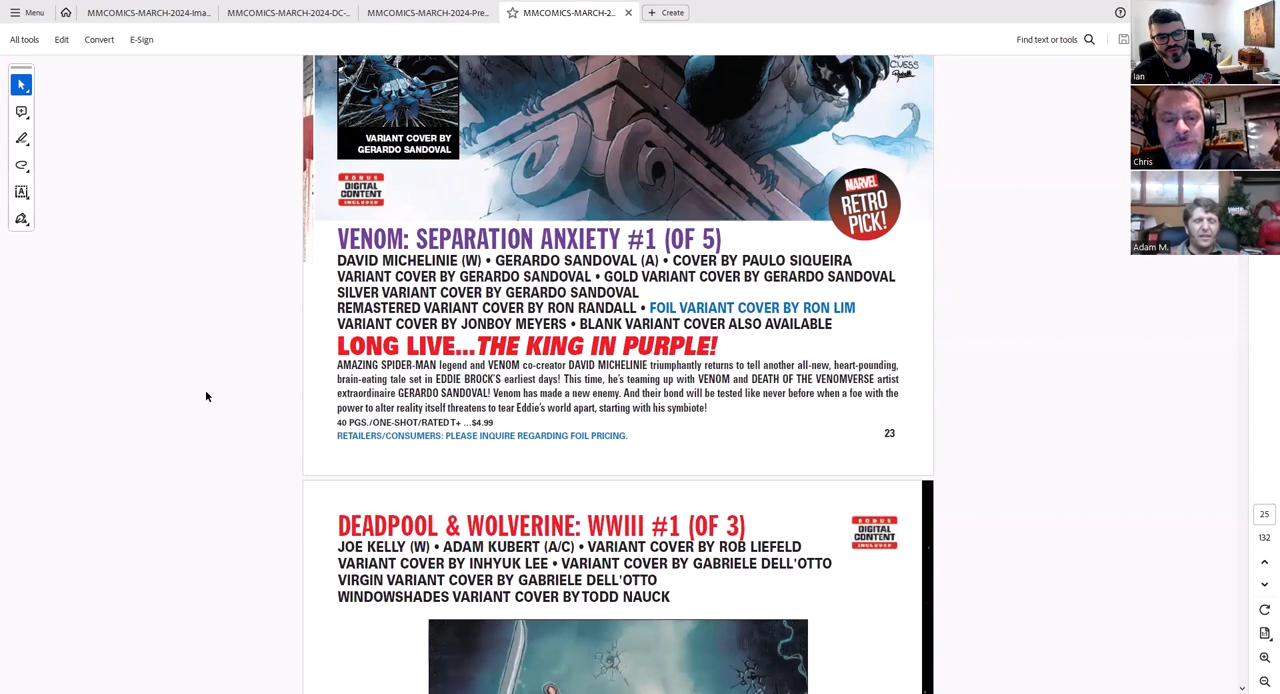 Menu
MMCOMICS-MARCH-2024-Ima...
MMCOMICS-MARCH-2024-DC-...
MMCOMICS-MARCH-2024-Pre...
MMCOMICS-MARCH-2...
Create
All tools
Edit
Convert
E-Sign
Find text or tools
Ian
Chris
Adam M.
VARIANT COVER BY
GERARDO SANDOVAL
BONUS
DIGITAL
CONTENT
INCLUDED
MARVEL
RETRO
PICK!
VENOM: SEPARATION ANXIETY #1 (OF 5)
DAVID MICHELINIE (W) • GERARDO SANDOVAL (A) • COVER BY PAULO SIQUEIRA
VARIANT COVER BY GERARDO SANDOVAL • GOLD VARIANT COVER BY GERARDO SANDOVAL
SILVER VARIANT COVER BY GERARDO SANDOVAL
REMASTERED VARIANT COVER BY RON RANDALL • FOIL VARIANT COVER BY RON LIM
VARIANT COVER BY JONBOY MEYERS • BLANK VARIANT COVER ALSO AVAILABLE
LONG LIVE...THE KING IN PURPLE!
AMAZING SPIDER-MAN legend and VENOM co-creator DAVID MICHELINIE triumphantly returns to tell another all-new, heart-pounding,
brain-eating tale set in EDDIE BROCK'S earliest days! This time, he's teaming up with VENOM and DEATH OF THE VENOMVERSE artist
extraordinaire GERARDO SANDOVAL! Venom has made a new enemy. And their bond will be tested like never before when a foe with the
power to alter reality itself threatens to tear Eddie's world apart, starting with his symbiote!
40 PGS./ONE-SHOT/RATED T+ ...$4.99
RETAILERS/CONSUMERS: PLEASE INQUIRE REGARDING FOIL PRICING.
23
DEADPOOL & WOLVERINE: WWIII #1 (OF 3)
BONUS
DIGITAL
CONTENT
INCLUDED
JOE KELLY (W) • ADAM KUBERT (A/C) • VARIANT COVER BY ROB LIEFELD
VARIANT COVER BY INHYUK LEE • VARIANT COVER BY GABRIELE DELL'OTTO
VIRGIN VARIANT COVER BY GABRIELE DELL'OTTO
WINDOWSHADES VARIANT COVER BY TODD NAUCK
25
132